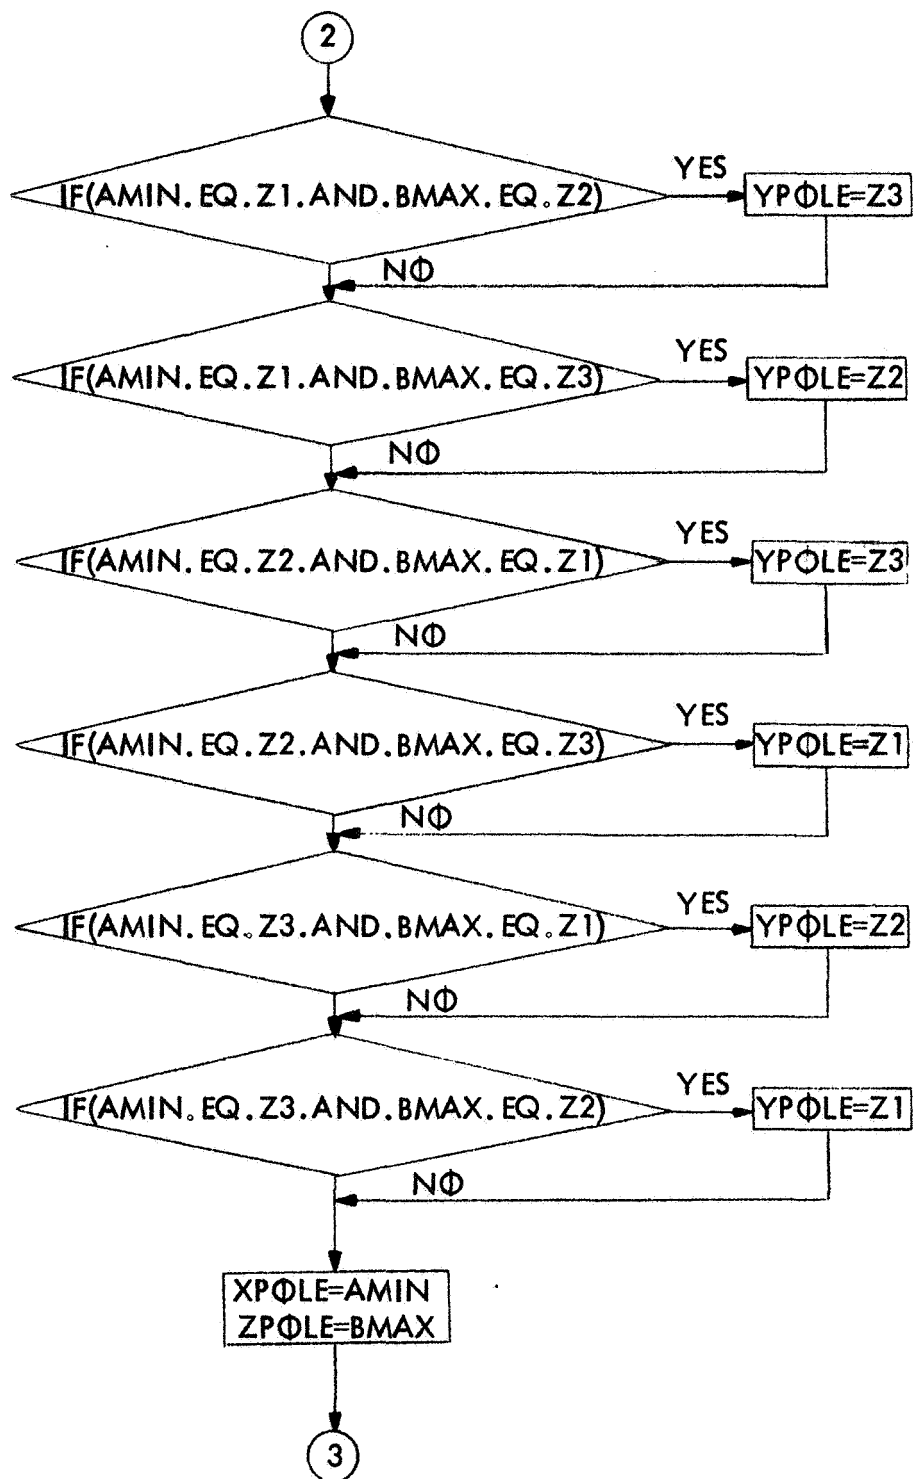 2
IF(AMIN.EQ.Z1.AND.BMAX.EQ.Z2)
YES
YPΦLE=Z3
NΦ
IF(AMIN.EQ.Z1.AND.BMAX.EQ.Z3)
YES
YPΦLE=Z2
NΦ
IF(AMIN.EQ.Z2.AND.BMAX.EQ.Z1)
YES
YPΦLE=Z3
NΦ
IF(AMIN.EQ.Z2.AND.BMAX.EQ.Z3)
YES
YPΦLE=Z1
NΦ
IF(AMIN.EQ.Z3.AND.BMAX.EQ.Z1)
YES
YPΦLE=Z2
NΦ
IF(AMIN.EQ.Z3.AND.BMAX.EQ.Z2)
YES
YPΦLE=Z1
NΦ
XPΦLE=AMIN
ZPΦLE=BMAX
3